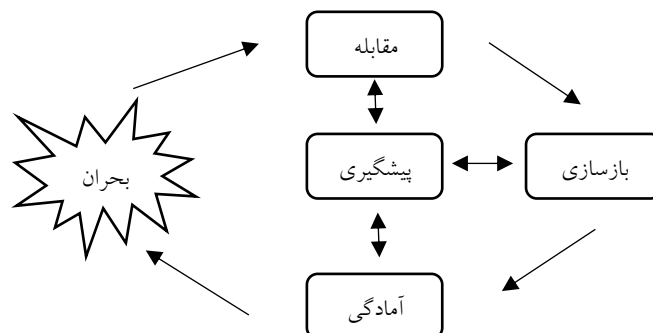 مقابله
بازسازی
پیشگیری
بحران
آمادگی